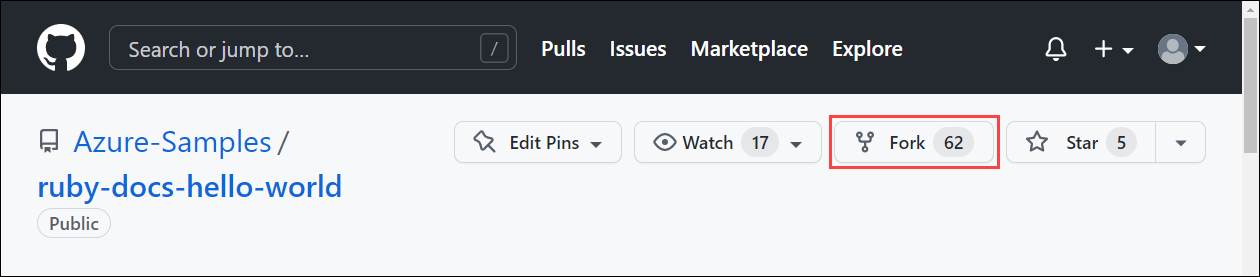 Search or jump to... / Pulls Issues Marketplace Explore
Azure-Samples / Edit Pins Watch 17 Fork 62 Star 5
ruby-docs-hello-world
Public